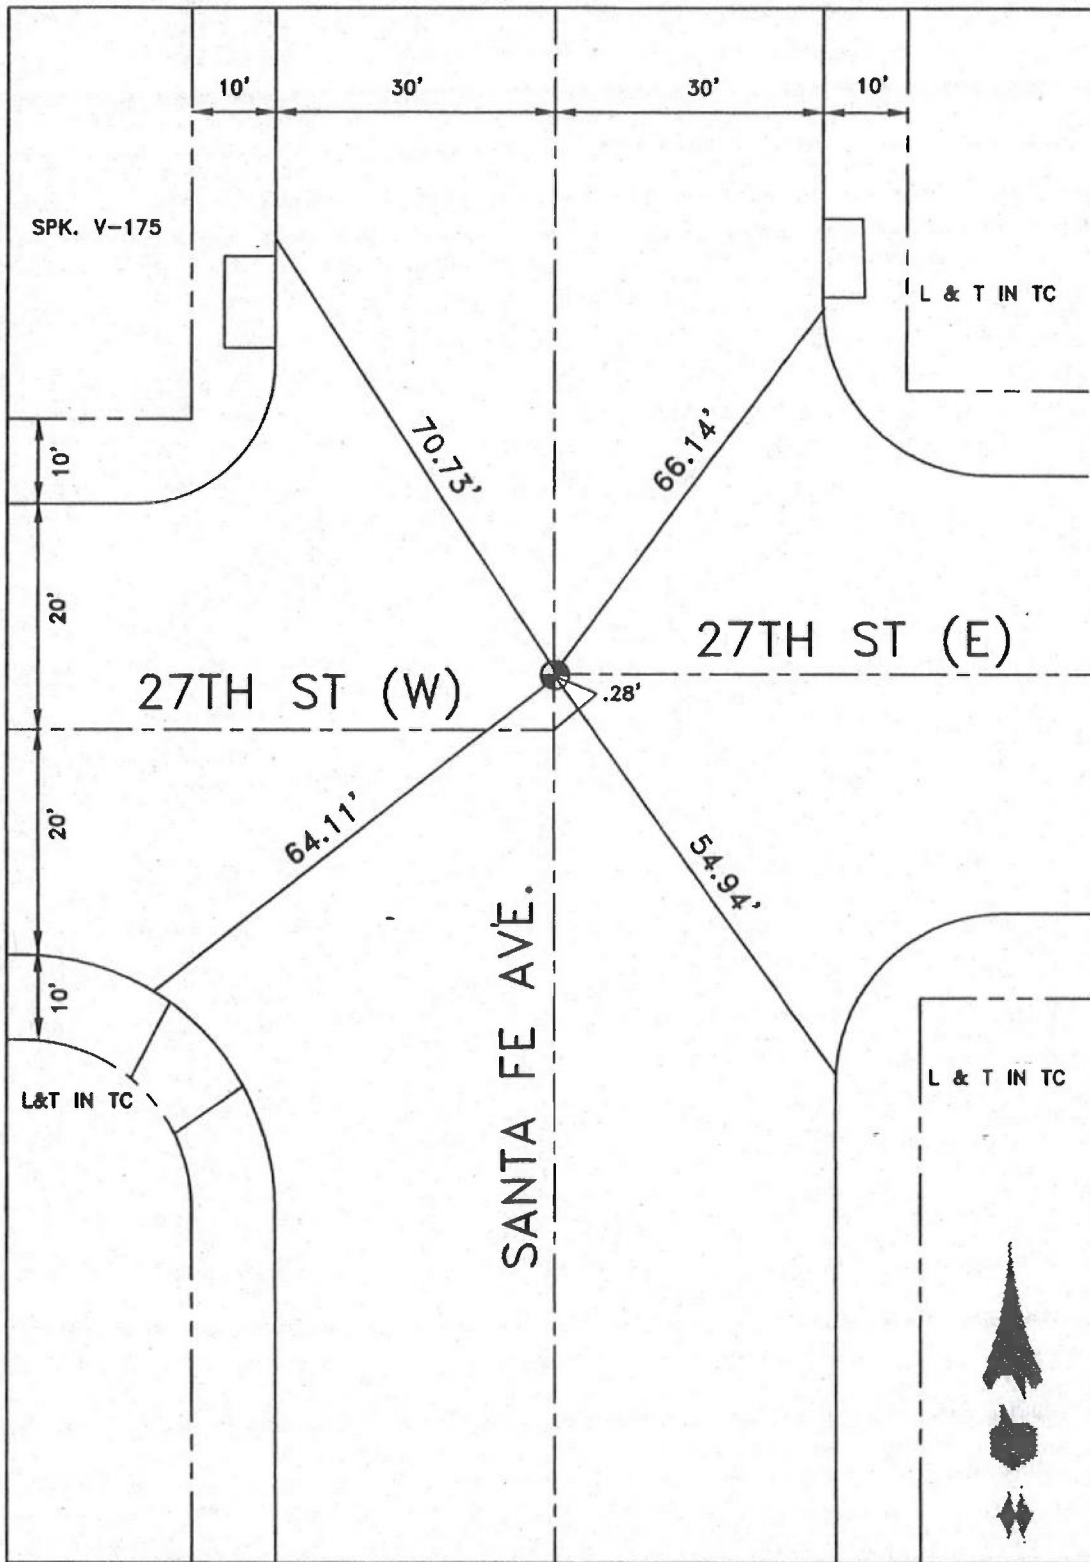 10' 30' 30' 10'
SPK. V-175
L & T IN TC
10'
70.73'
66.14'
20'
27TH ST (E)
27TH ST (W)
.28'
20'
64.11'
54.94'
SANTA FE AVE.
10'
L&T IN TC
L & T IN TC